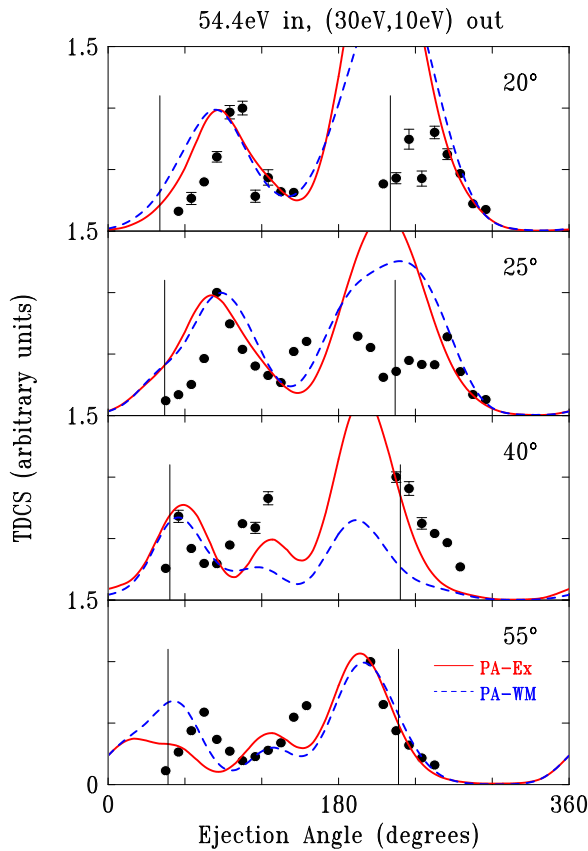 54.4eV in, (30eV,10eV) out
1.5
20°
1.5
25°
TDCS (arbitrary units)
1.5
40°
1.5
55°
PA-Ex
PA-WM
0
0 180 360
Ejection Angle (degrees)